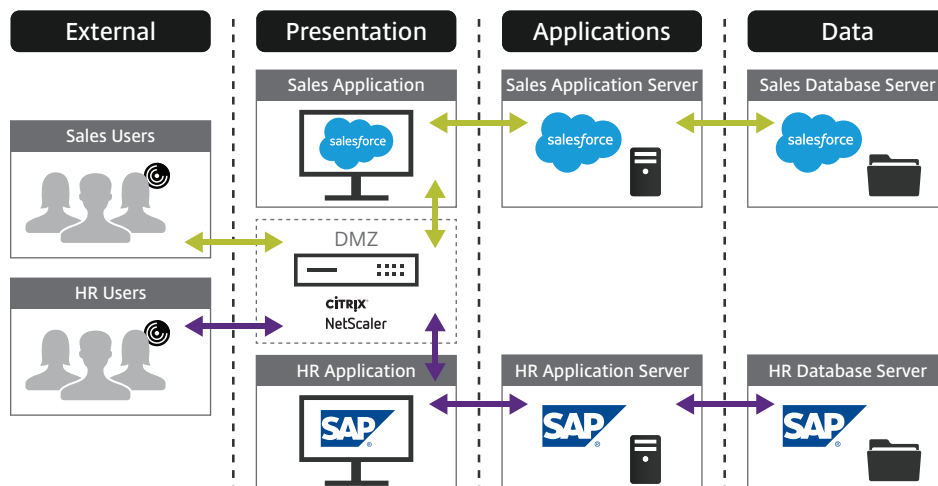 External
Presentation
Applications
Data
Sales Application
Sales Application Server
Sales Database Server
salesforce
salesforce
salesforce
Sales Users
DMZ
CITRIX
NetScaler
HR Users
HR Application
HR Application Server
HR Database Server
SAP®
SAP®
SAP®